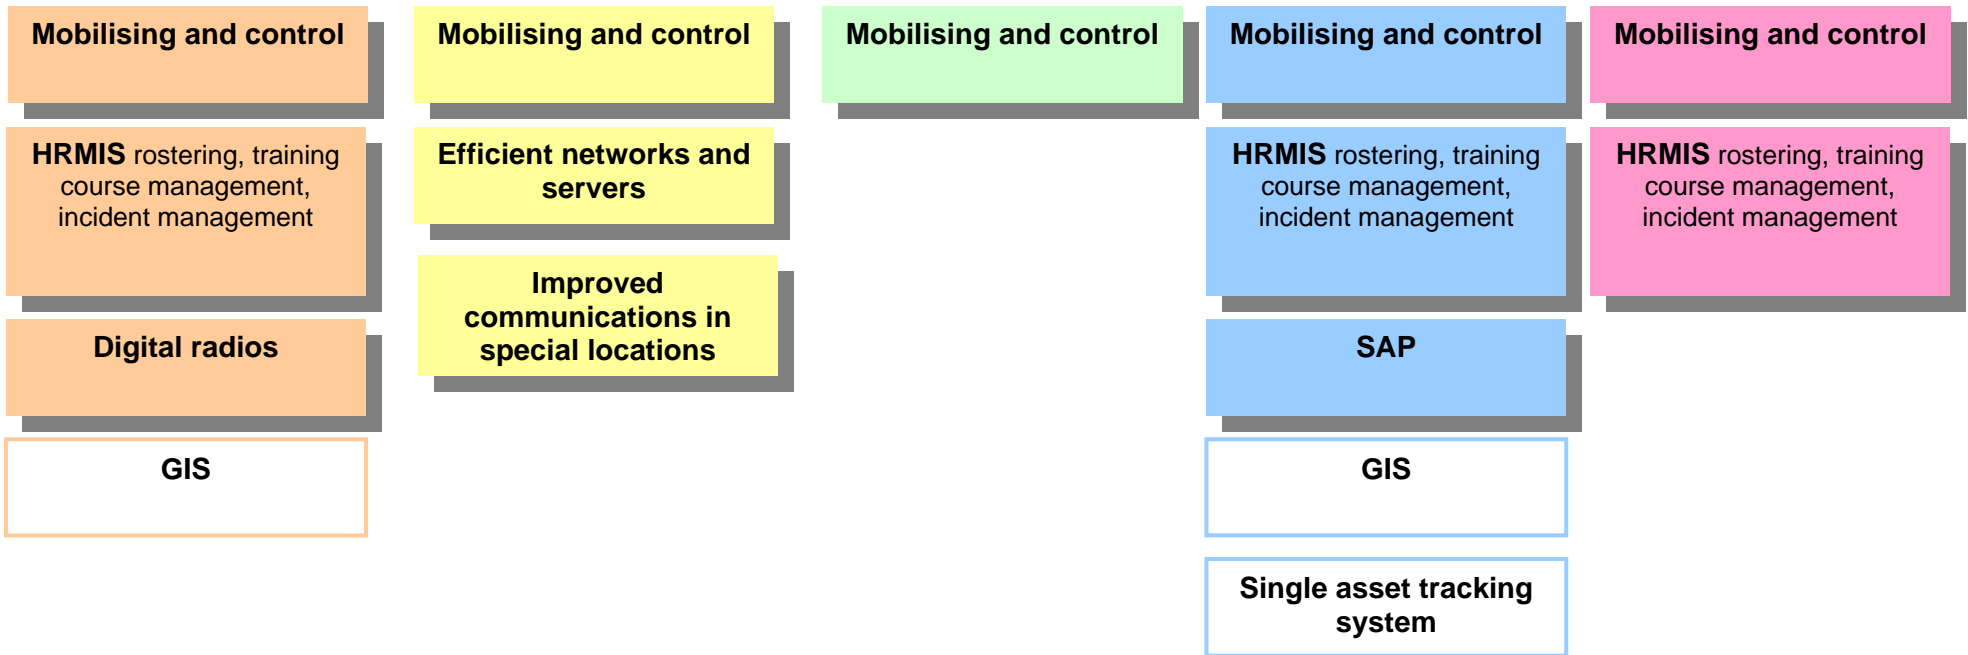 Mobilising and control
HRMIS rostering, training
course management,
incident management
Digital radios
GIS
Mobilising and control
Efficient networks and
servers
Improved
communications in
special locations
Mobilising and control
Mobilising and control
HRMIS rostering, training
course management,
incident management
SAP
GIS
Single asset tracking
system
Mobilising and control
HRMIS rostering, training
course management,
incident management